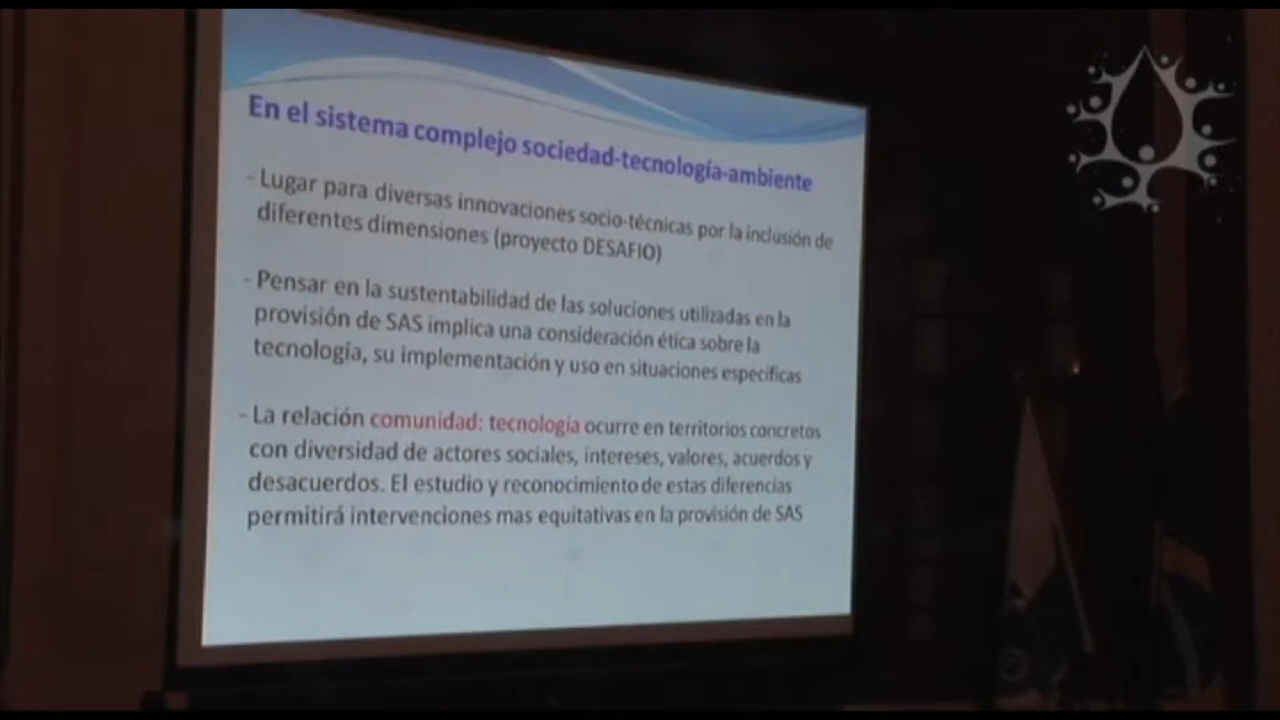 En el sistema complejo sociedad-tecnología-ambiente
- Lugar para diversas innovaciones socio-técnicas por la inclusión de
diferentes dimensiones (proyecto DESAFIO)
- Pensar en la sustentabilidad de las soluciones utilizadas en la
provisión de SAS implica una consideración ética sobre la
tecnología, su implementación y uso en situaciones específicas
- La relación comunidad: tecnología ocurre en territorios concretos
con diversidad de actores sociales, intereses, valores, acuerdos y
desacuerdos. El estudio y reconocimiento de estas diferencias
permitirá intervenciones mas equitativas en la provisión de SAS